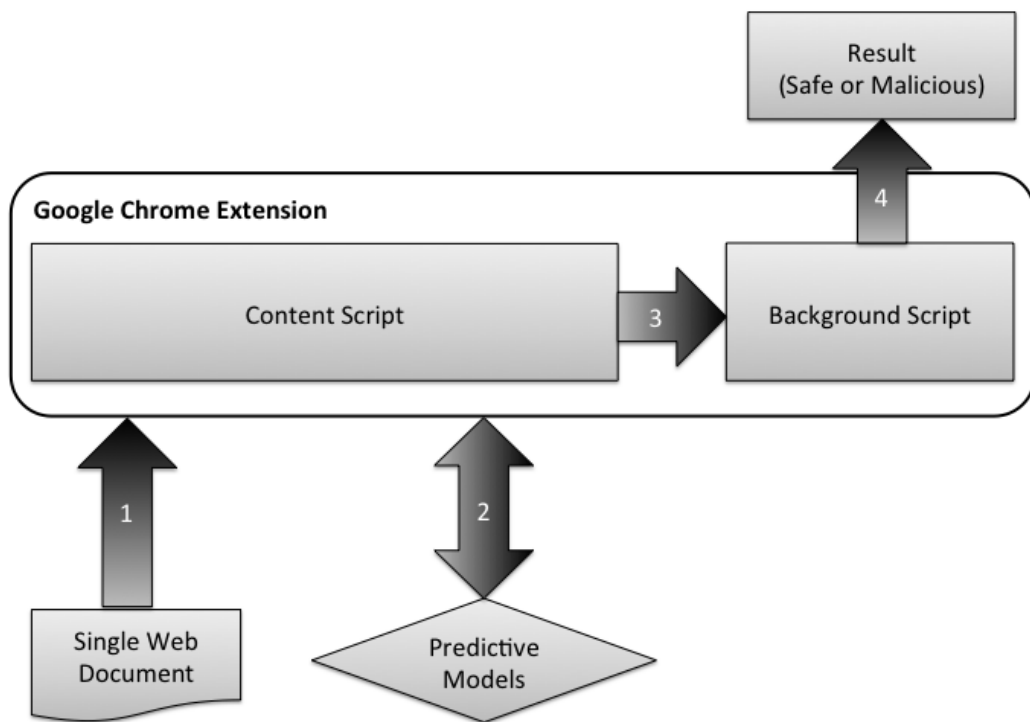 Result
(Safe or Malicious)
4
Google Chrome Extension
Content Script
3
Background Script
1
2
Single Web
Document
Predictive
Models